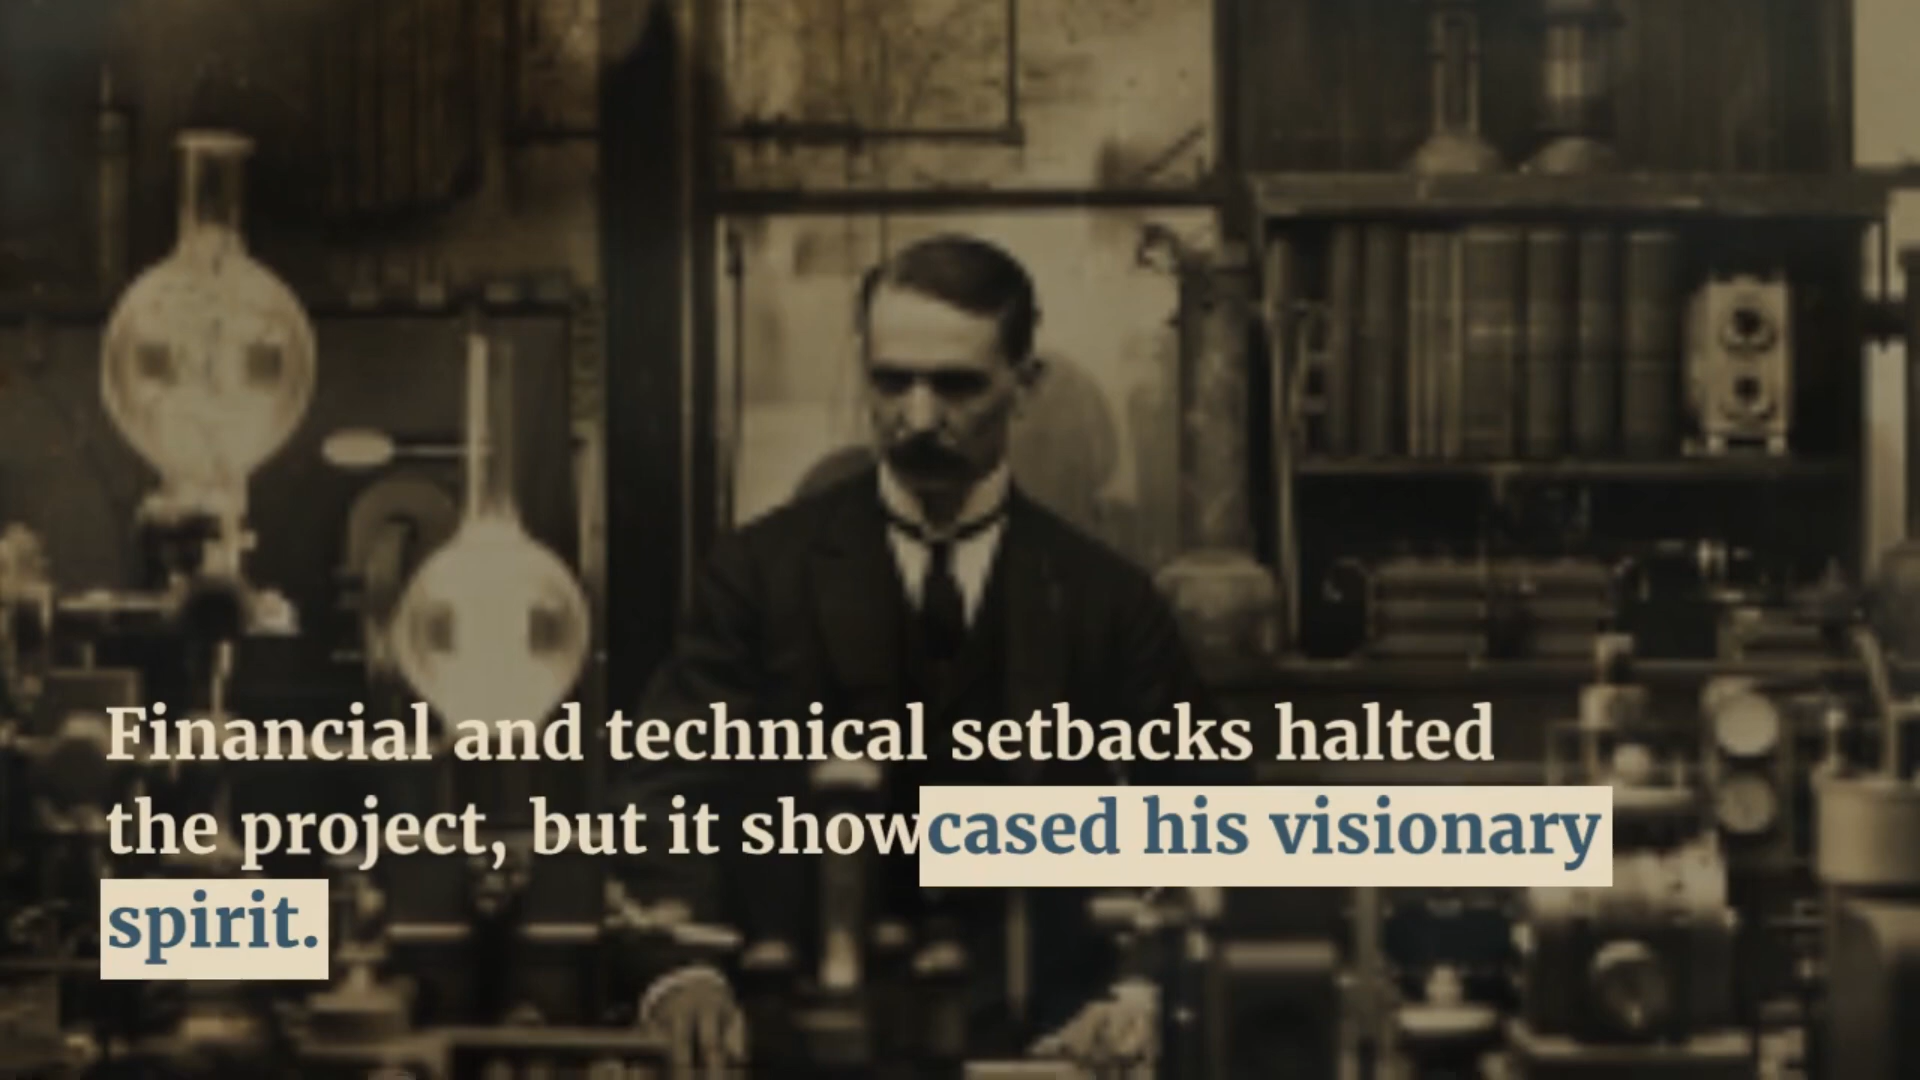 Financial and technical setbacks halted
the project, but it showcased his visionary
spirit.